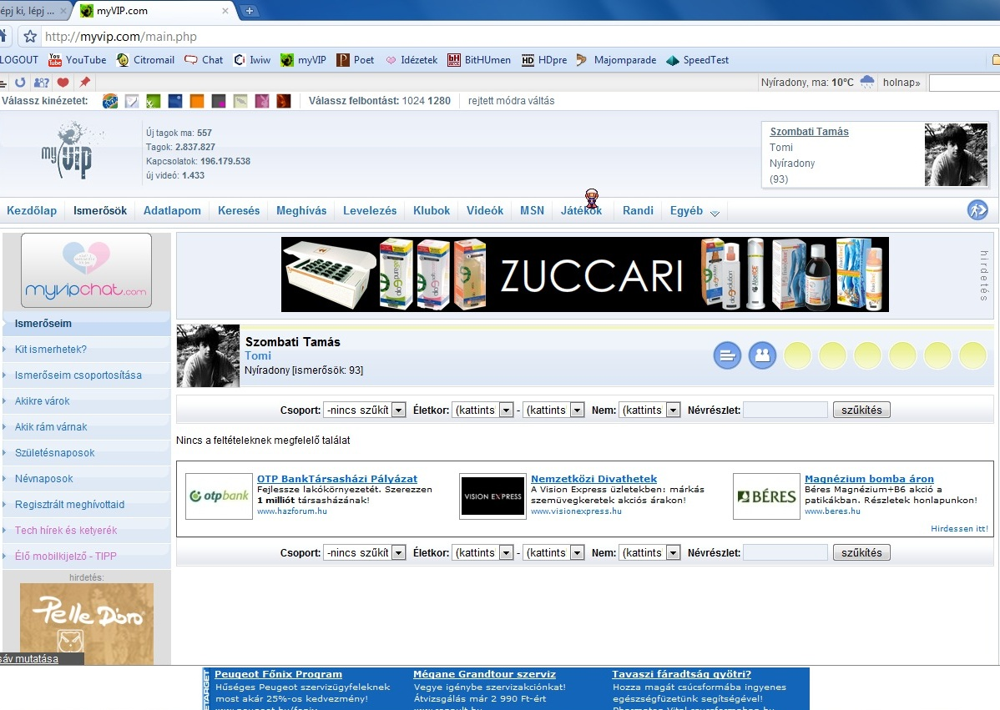 épj ki, lépj ...
myVIP.com
http://myvip.com/main.php
LOGOUT YouTube Citromail Chat Iwiw myVIP Poet Idézetek BitHUmen HDpre Majomparade SpeedTest
Nyíradony, ma: 10°C holnap»
Válassz kinézetet: Válassz felbontást: 1024 1280 rejtett módra váltás
my VIP
Új tagok ma: 557
Tagok: 2.837.827
Kapcsolatok: 196.179.538
új videó: 1.433
Szombati Tamás
Tomi
Nyíradony
(93)
Kezdőlap Ismerősök Adatlapom Keresés Meghívás Levelezés Klubok Videók MSN Játékok Randi Egyéb
myvipchat.com
Ismerőseim
Kit ismerhetek?
Ismerőseim csoportosítása
Akikre várok
Akik rám várnak
Születésnaposok
Névnaposok
Regisztrált meghívottaid
Tech hírek és ketyerék
Élő mobilkijelző - TIPP
hirdetés:
Pelle D'oro
sáv mutatása
ZUCCARI
hirdetés
Szombati Tamás
Tomi
Nyíradony [ismerősök: 93]
Csoport: -nincs szűkít Életkor: (kattints - (kattints Nem: (kattints Névrészlet: szűkítés
Nincs a feltételeknek megfelelő találat
otpbank
OTP BankTársasházi Pályázat
Fejlessze lakókörnyezetét. Szerezzen
1 milliót társasházának!
www.hazforum.hu
VISION EXPRESS
Nemzetközi Divathetek
A Vision Express üzletekben: márkás
szemüvegkeretek akciós árakon!
www.visionexpress.hu
BÉRES
Magnézium bomba áron
Béres Magnézium+B6 akció a
patikákban. Részletek honlapunkon!
www.beres.hu
Hirdessen itt!
Csoport: -nincs szűkít Életkor: (kattints - (kattints Nem: (kattints Névrészlet: szűkítés
Peugeot Főnix Program
Hűséges Peugeot szervizügyfeleknek
most akár 25%-os kedvezmény!
Mégane Grandtour szerviz
Vegye igénybe szervizakciónkat!
Átvizsgálás már 2 990 Ft-ért
Tavaszi fáradtság gyötri?
Hozza magát csúcsformába ingyenes
egészségfüzetünk segítségével!